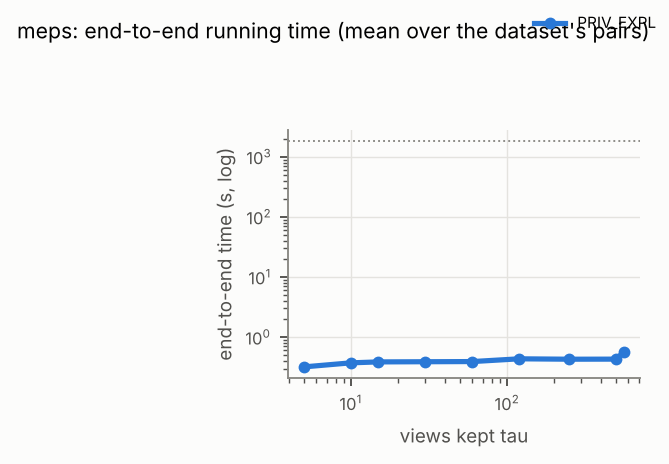 PRIV_EXRL
meps: end-to-end running time (mean over the dataset's pairs)
end-to-end time (s, log)
10³
10²
10¹
10⁰
10¹ 10²
views kept tau